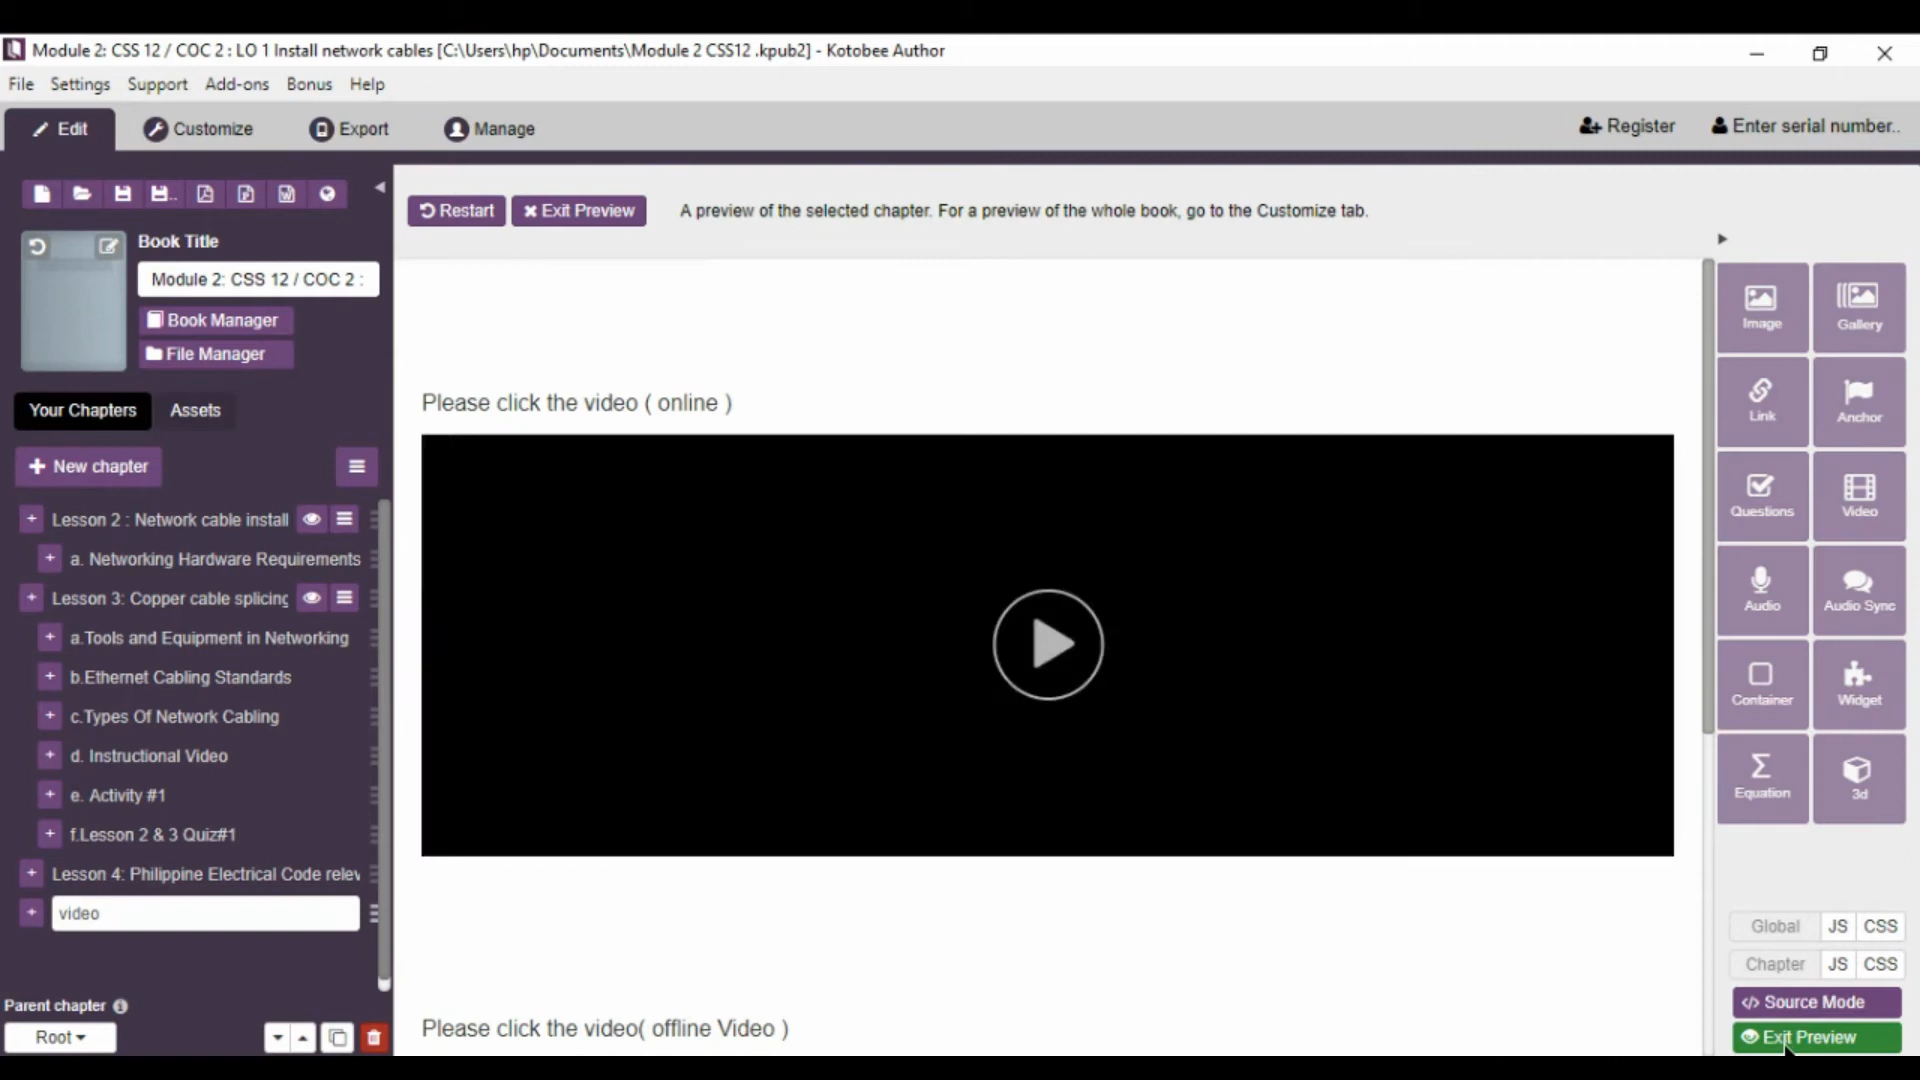 Module 2: CSS 12 / COC 2 : LO 1 Install network cables [C:\Users\hp\Documents\Module 2 CSS12 .kpub2] - Kotobee Author
File Settings Support Add-ons Bonus Help
Edit Customize Export Manage Register Enter serial number..
Restart Exit Preview A preview of the selected chapter. For a preview of the whole book, go to the Customize tab.
Book Title
Module 2: CSS 12 / COC 2 :
Book Manager
File Manager
Your Chapters Assets
New chapter
Lesson 2 : Network cable install
a. Networking Hardware Requirements
Lesson 3: Copper cable splicing
a.Tools and Equipment in Networking
b.Ethernet Cabling Standards
c.Types Of Network Cabling
d. Instructional Video
e. Activity #1
f.Lesson 2 & 3 Quiz#1
Lesson 4: Philippine Electrical Code relev
video
Parent chapter
Root
Please click the video ( online )
Please click the video( offline Video )
Image Gallery
Link Anchor
Questions Video
Audio Audio Sync
Container Widget
Equation 3d
Global JS CSS
Chapter JS CSS
</> Source Mode
Exit Preview